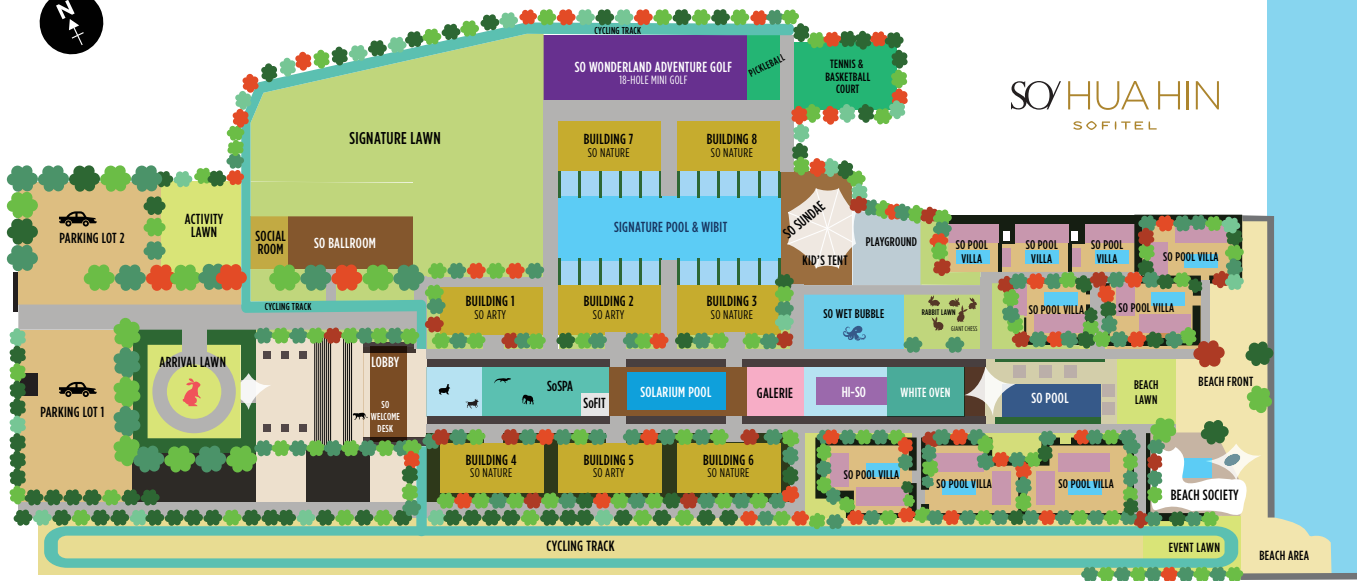 N
CYCLING TRACK
SO WONDERLAND ADVENTURE GOLF
18-HOLE MINI GOLF
PICKLEBALL
TENNIS &
BASKETBALL
COURT
SO/ HUA HIN
SOFITEL
SIGNATURE LAWN
BUILDING 7
SO NATURE
BUILDING 8
SO NATURE
PARKING LOT 2
ACTIVITY
LAWN
SOCIAL
ROOM
SO BALLROOM
SIGNATURE POOL & WIBIT
SO SUNDAE
KID'S TENT
PLAYGROUND
SO POOL
VILLA
SO POOL
VILLA
SO POOL
VILLA
SO POOL VILLA
CYCLING TRACK
BUILDING 1
SO ARTY
BUILDING 2
SO ARTY
BUILDING 3
SO NATURE
SO WET BUBBLE
RABBIT LAWN
GIANT CHESS
SO POOL VILLA
SO POOL VILLA
ARRIVAL LAWN
LOBBY
SO
WELCOME
DESK
PARKING LOT 1
SoSPA
SoFIT
SOLARIUM POOL
GALERIE
HI-SO
WHITE OVEN
SO POOL
BEACH
LAWN
BEACH FRONT
BUILDING 4
SO NATURE
BUILDING 5
SO ARTY
BUILDING 6
SO NATURE
SO POOL VILLA
SO POOL VILLA
SO POOL VILLA
BEACH SOCIETY
CYCLING TRACK
EVENT LAWN
BEACH AREA